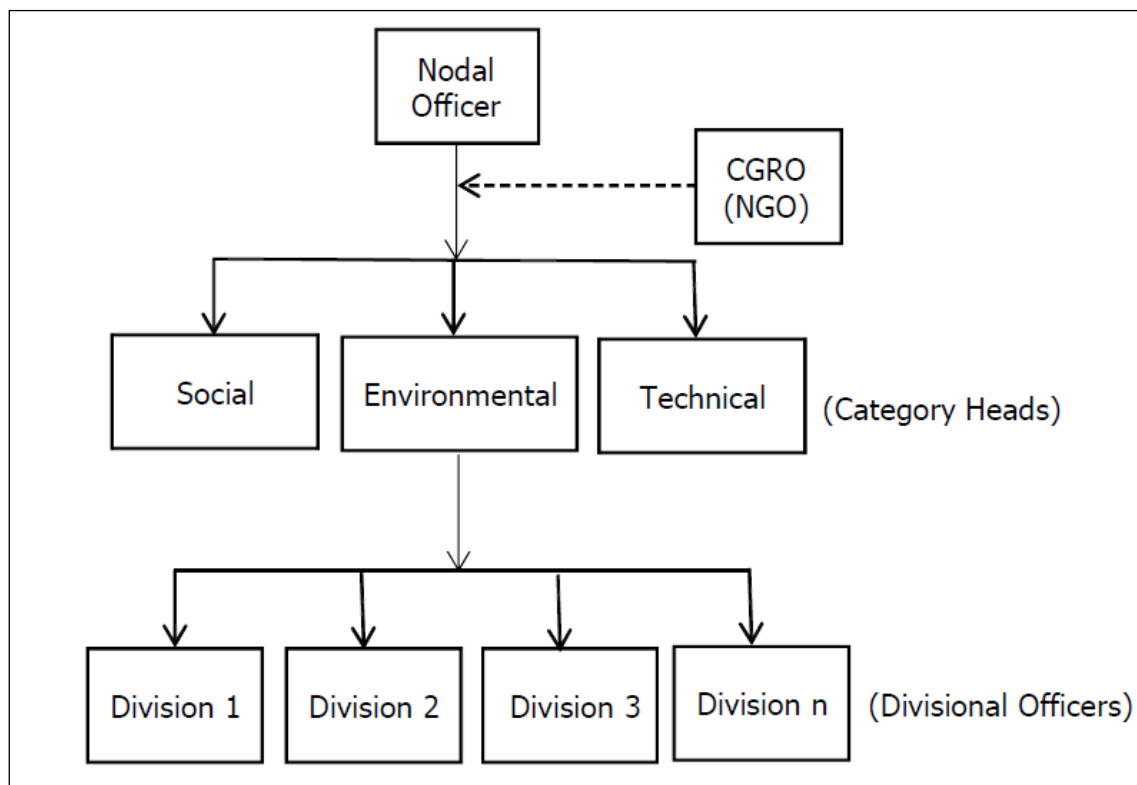 Nodal
Officer
CGRO
(NGO)
Social
Environmental
Technical
(Category Heads)
Division 1
Division 2
Division 3
Division n
(Divisional Officers)